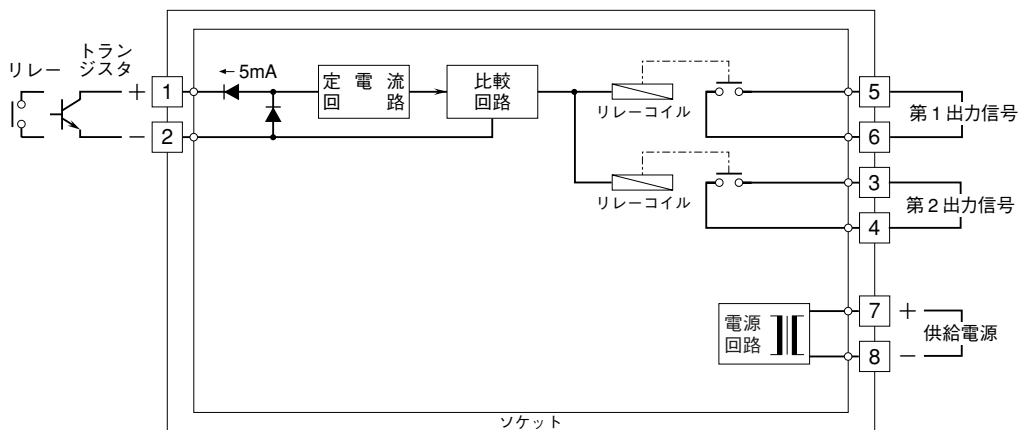 リレー
トラン
ジスタ
+
−
1
2
← 5mA
定電流
回路
比較
回路
リレーコイル
リレーコイル
5
6
第1出力信号
3
4
第2出力信号
電源
回路
7
8
+
−
供給電源
ソケット